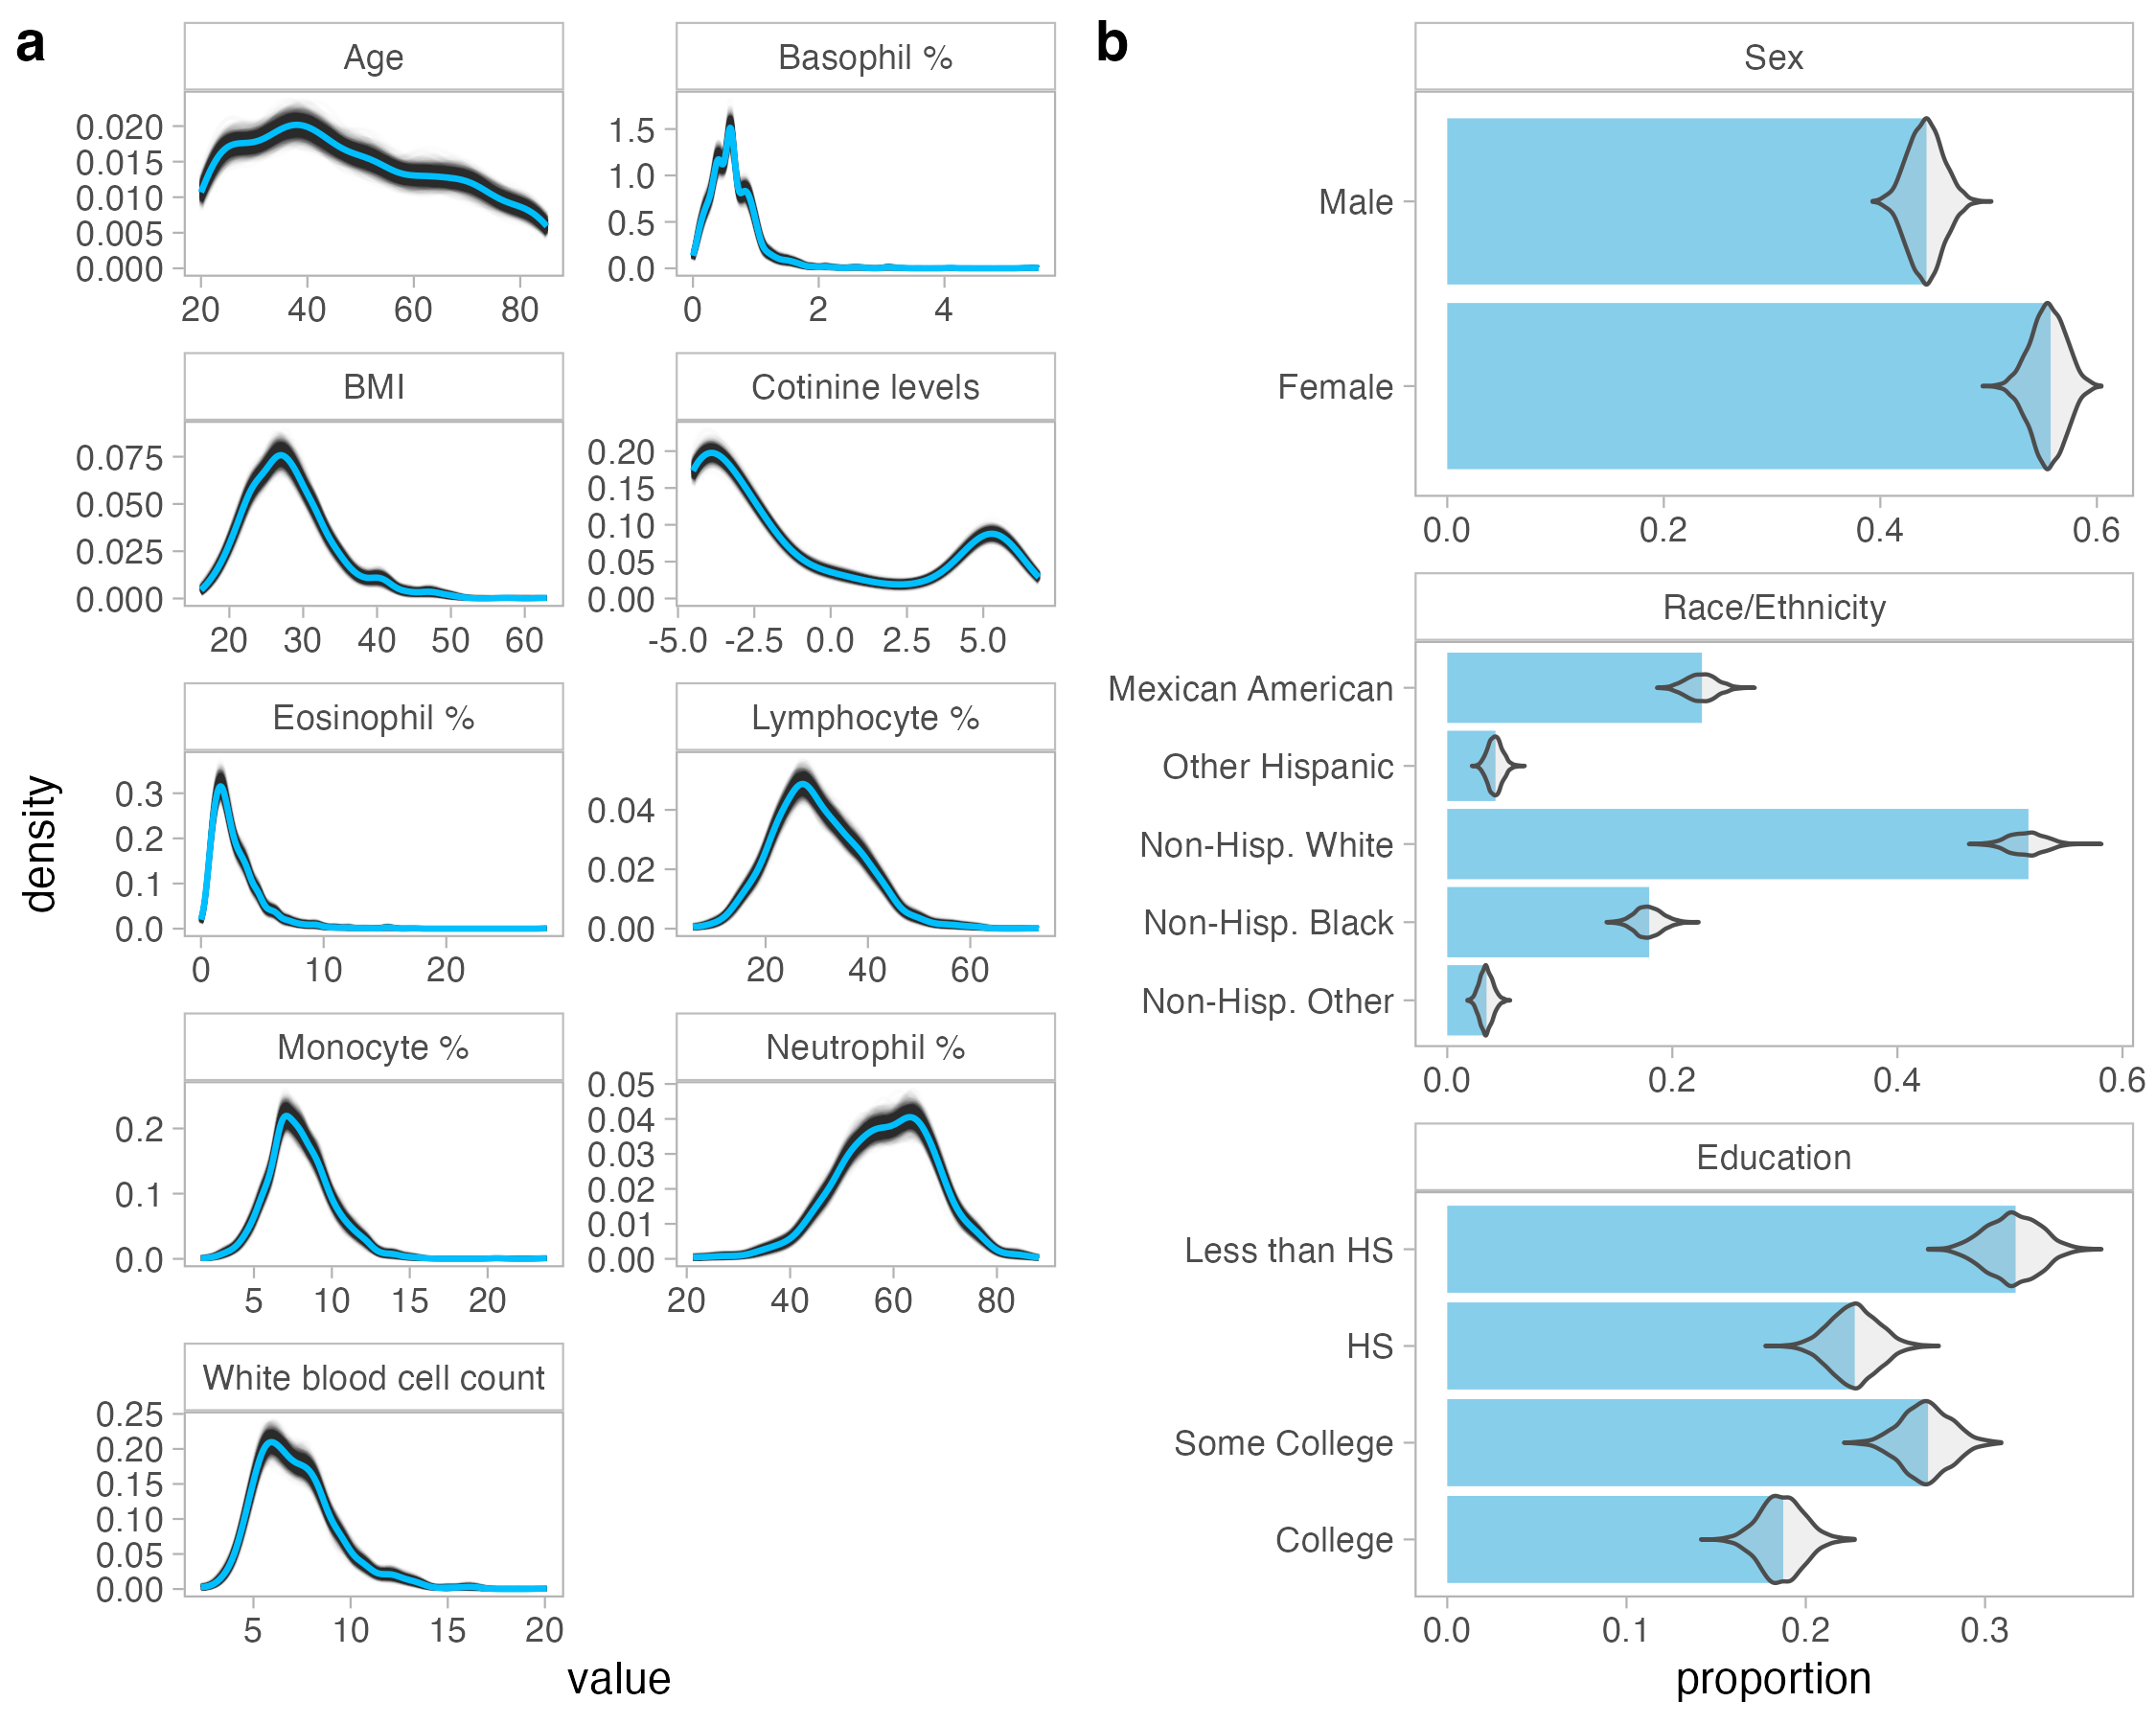 a
Age
0.020
0.015
0.010
0.005
0.000
20 40 60 80
Basophil %
1.5
1.0
0.5
0.0
0 2 4
BMI
0.075
0.050
0.025
0.000
20 30 40 50 60
Cotinine levels
0.20
0.15
0.10
0.05
0.00
-5.0 -2.5 0.0 2.5 5.0
Eosinophil %
0.3
0.2
0.1
0.0
0 10 20
Lymphocyte %
0.04
0.02
0.00
20 40 60
density
Monocyte %
0.2
0.1
0.0
5 10 15 20
Neutrophil %
0.05
0.04
0.03
0.02
0.01
0.00
20 40 60 80
White blood cell count
0.25
0.20
0.15
0.10
0.05
0.00
5 10 15 20
value
b
Sex
Male
Female
0.0 0.2 0.4 0.6
Race/Ethnicity
Mexican American
Other Hispanic
Non-Hisp. White
Non-Hisp. Black
Non-Hisp. Other
0.0 0.2 0.4 0.6
Education
Less than HS
HS
Some College
College
0.0 0.1 0.2 0.3
proportion